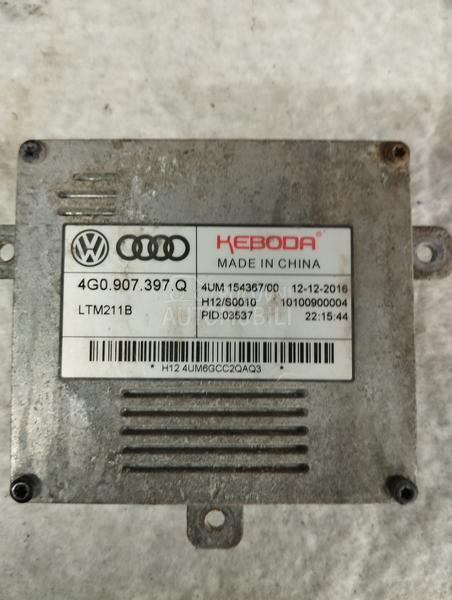 KEBODA
MADE IN CHINA
4G0.907.397.Q
LTM211B
4UM 154367/00 12-12-2016
H12/S0010 10100900004
PID:03537 22:15:44
* H12 4UM6GCC2QAQ3 *
AUTOMOBILI